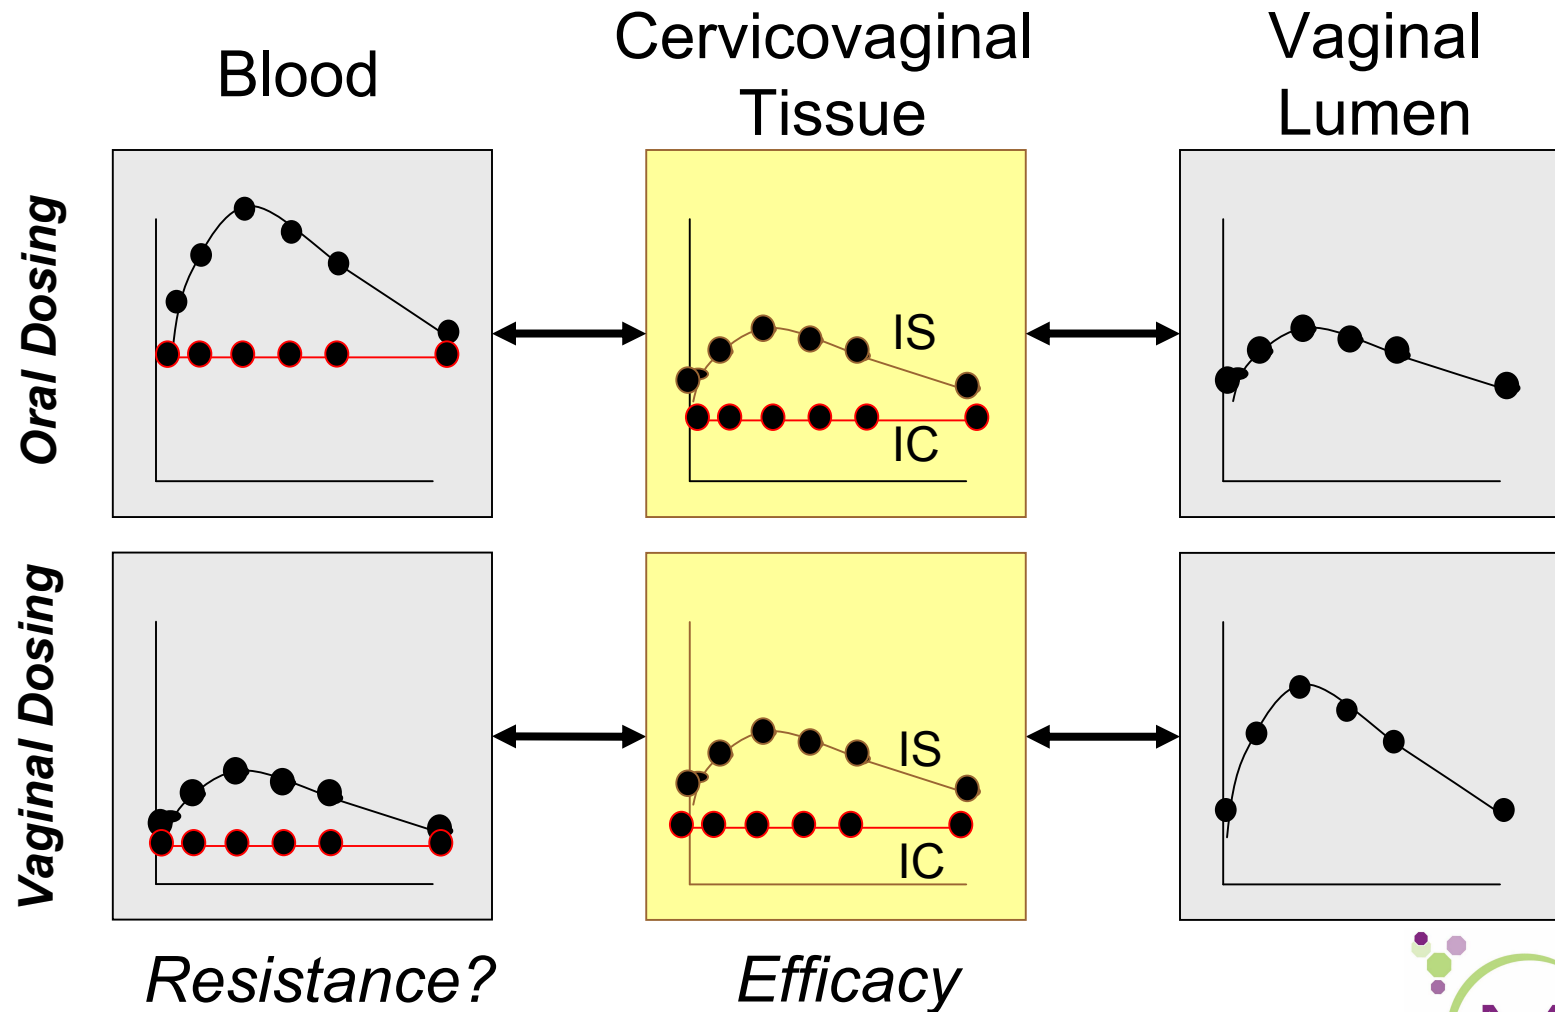 Blood
Cervicovaginal
Tissue
Vaginal
Lumen
Oral Dosing
IS
IC
Vaginal Dosing
IS
IC
Resistance?
Efficacy